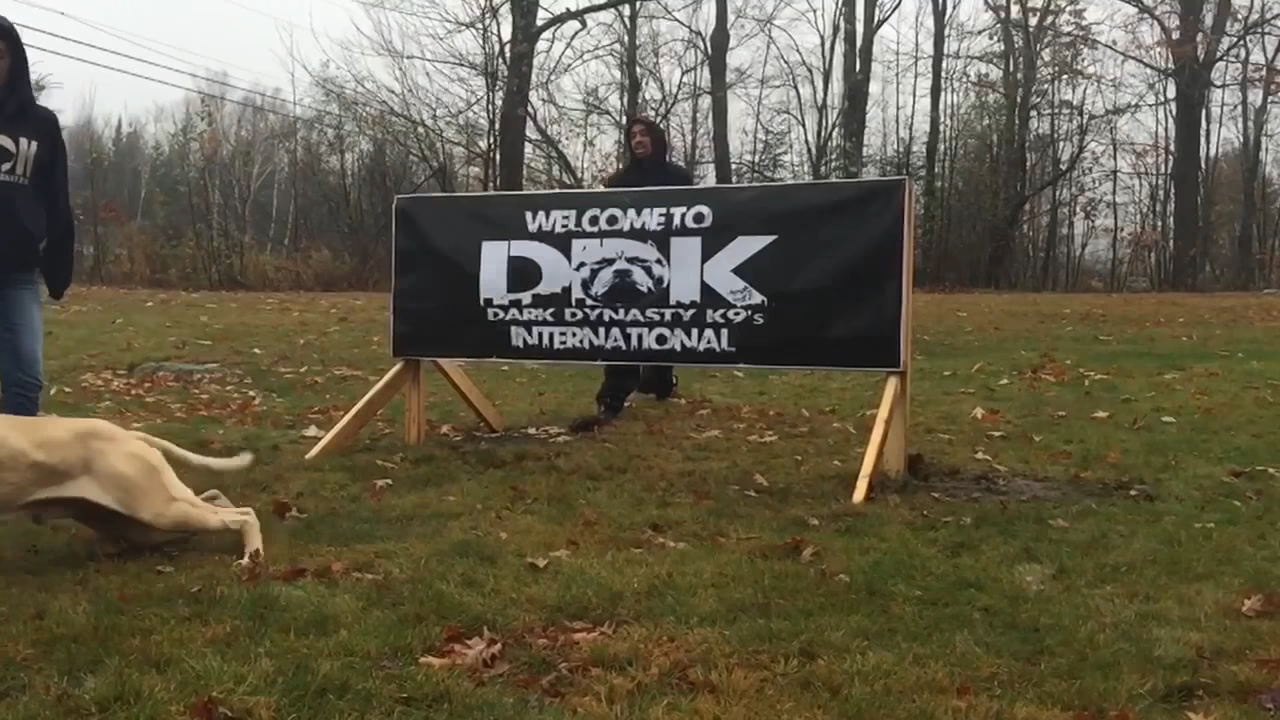 WELCOME TO
DDK
DARK DYNASTY K9's
INTERNATIONAL